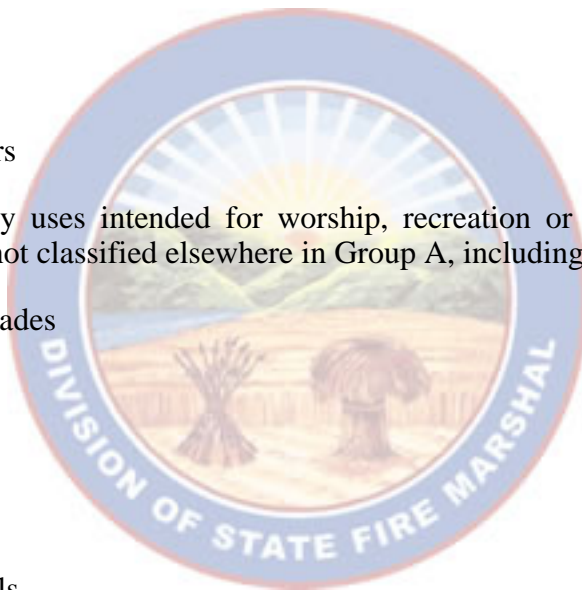 rs
y uses intended for worship, recreation or
not classified elsewhere in Group A, including
ades
DIVISION OF STATE FIRE MARSHAL
ls